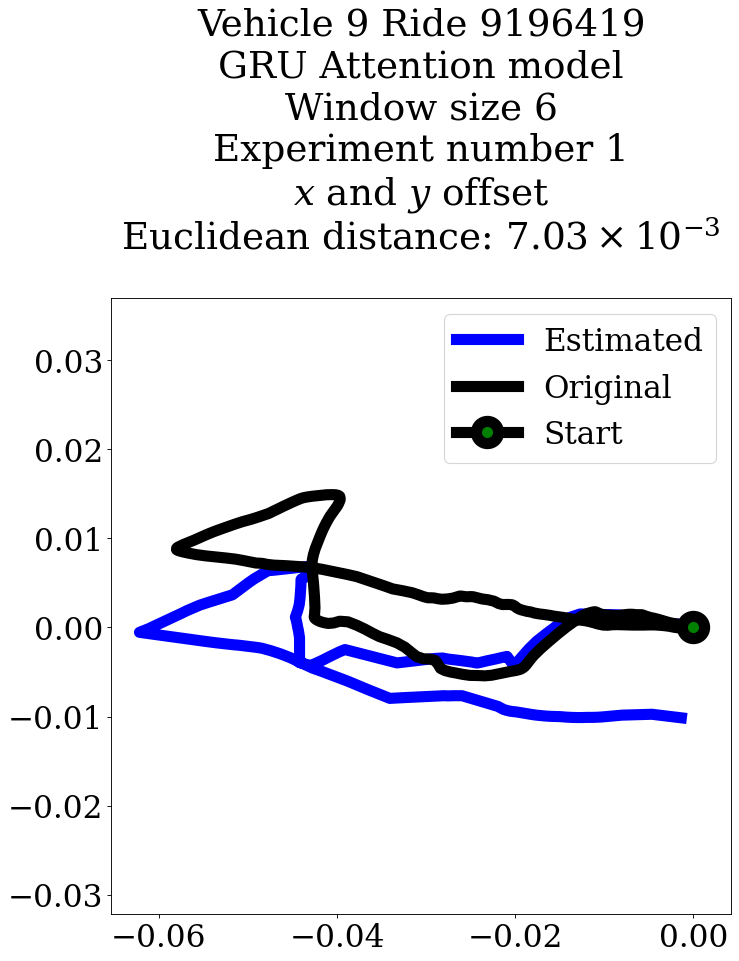 Vehicle 9 Ride 9196419
GRU Attention model
Window size 6
Experiment number 1
x and y offset
Euclidean distance: 7.03 × 10⁻³
Estimated
Original
Start
0.03
0.02
0.01
0.00
−0.01
−0.02
−0.03
−0.06
−0.04
−0.02
0.00